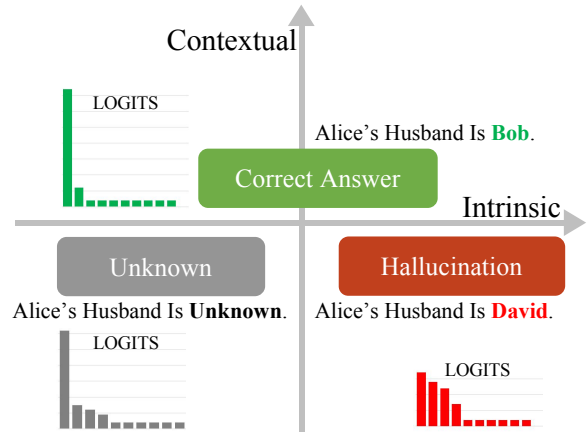 Contextual
LOGITS
Alice's Husband Is Bob.
Correct Answer
Intrinsic
Unknown
Hallucination
Alice's Husband Is Unknown.
Alice's Husband Is David.
LOGITS
LOGITS